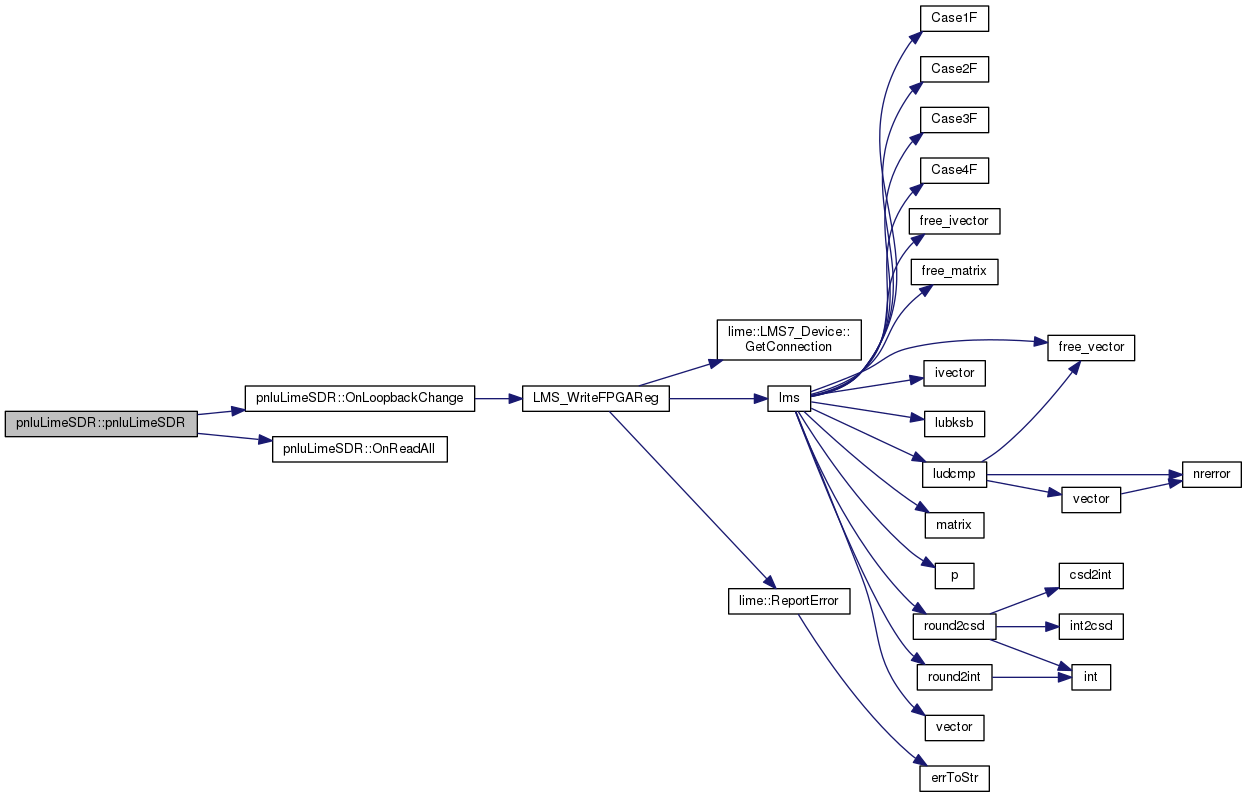 Case1F
Case2F
Case3F
Case4F
free_ivector
free_matrix
lime::LMS7_Device::
GetConnection
free_vector
ivector
pnluLimeSDR::OnLoopbackChange
LMS_WriteFPGAReg
lms
pnluLimeSDR::pnluLimeSDR
lubksb
pnluLimeSDR::OnReadAll
ludcmp
nrerror
vector
matrix
p
csd2int
lime::ReportError
round2csd
int2csd
round2int
int
vector
errToStr